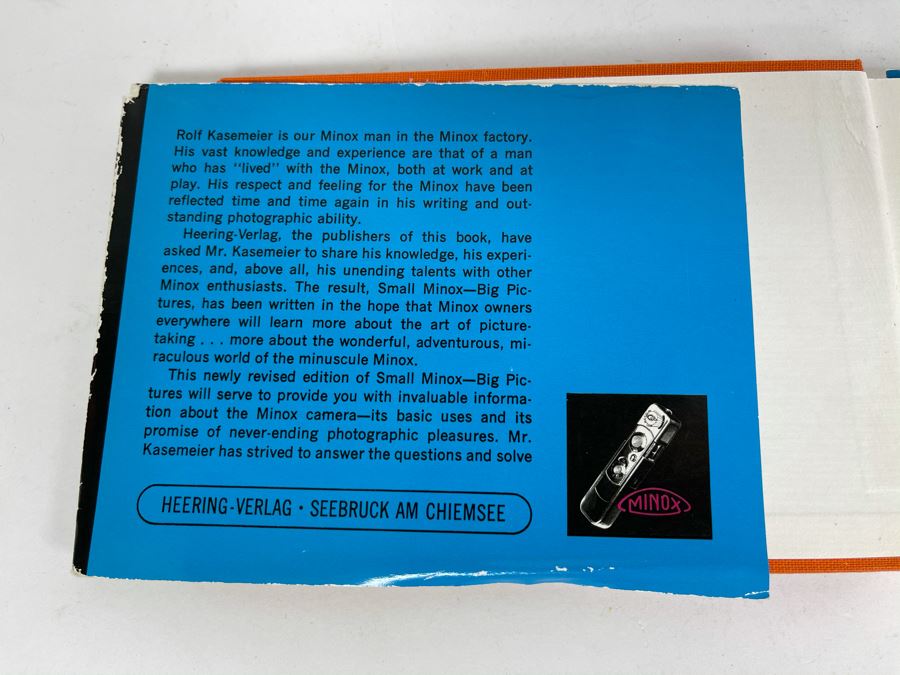 Rolf Kasemeier is our Minox man in the Minox factory.
His vast knowledge and experience are that of a man
who has "lived" with the Minox, both at work and at
play. His respect and feeling for the Minox have been
reflected time and time again in his writing and out-
standing photographic ability.
Heering-Verlag, the publishers of this book, have
asked Mr. Kasemeier to share his knowledge, his experi-
ences, and, above all, his unending talents with other
Minox enthusiasts. The result, Small Minox—Big Pic-
tures, has been written in the hope that Minox owners
everywhere will learn more about the art of picture-
taking . . . more about the wonderful, adventurous, mi-
raculous world of the minuscule Minox.
This newly revised edition of Small Minox—Big Pic-
tures will serve to provide you with invaluable informa-
tion about the Minox camera—its basic uses and its
promise of never-ending photographic pleasures. Mr.
Kasemeier has strived to answer the questions and solve
HEERING-VERLAG · SEEBRUCK AM CHIEMSEE
MINOX